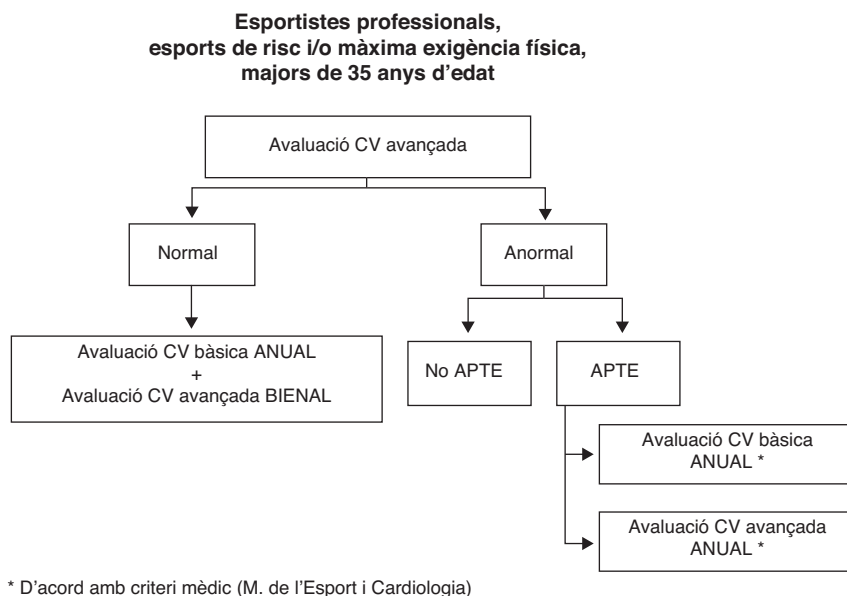 Esportistes professionals,
esports de risc i/o màxima exigència física,
majors de 35 anys d'edat
Avaluació CV avançada
Normal
Anormal
Avaluació CV bàsica ANUAL
+
Avaluació CV avançada BIENAL
No APTE
APTE
Avaluació CV bàsica
ANUAL *
Avaluació CV avançada
ANUAL *
* D'acord amb criteri mèdic (M. de l'Esport i Cardiologia)